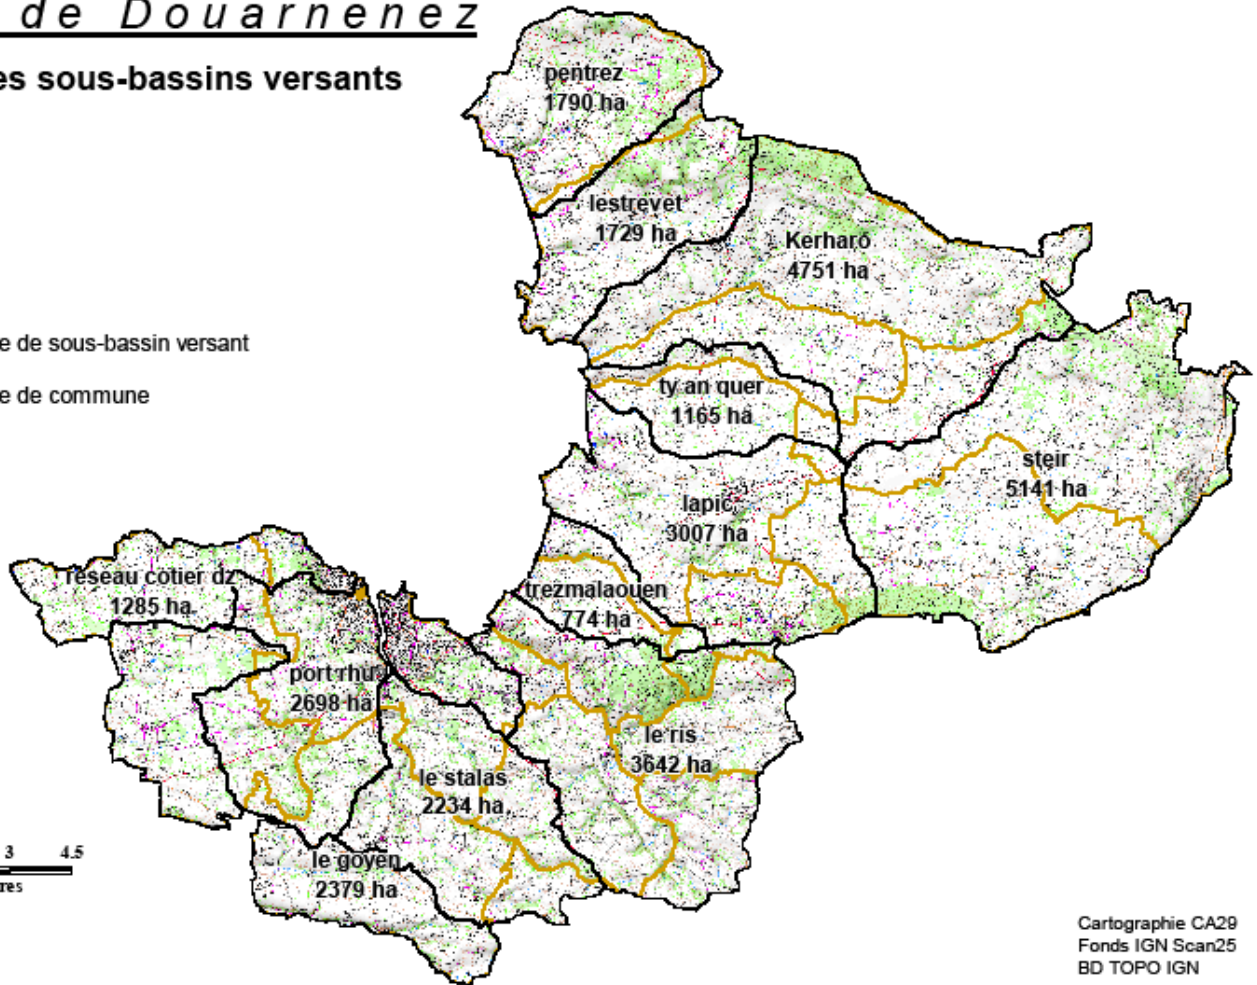 de Douarnenez
es sous-bassins versants
pentrez
1790 ha
lestrevet
1729 ha
Kerharo
4751 ha
e de sous-bassin versant
e de commune
ty an quer
1165 ha
steir
5141 ha
lapic
3007 ha
reseau cotier dz
1285 ha
trezmalaouen
774 ha
port rhu
2698 ha
le ris
3642 ha
le stalas
2234 ha
3 4.5
res
le goyen
2379 ha
Cartographie CA29
Fonds IGN Scan25
BD TOPO IGN